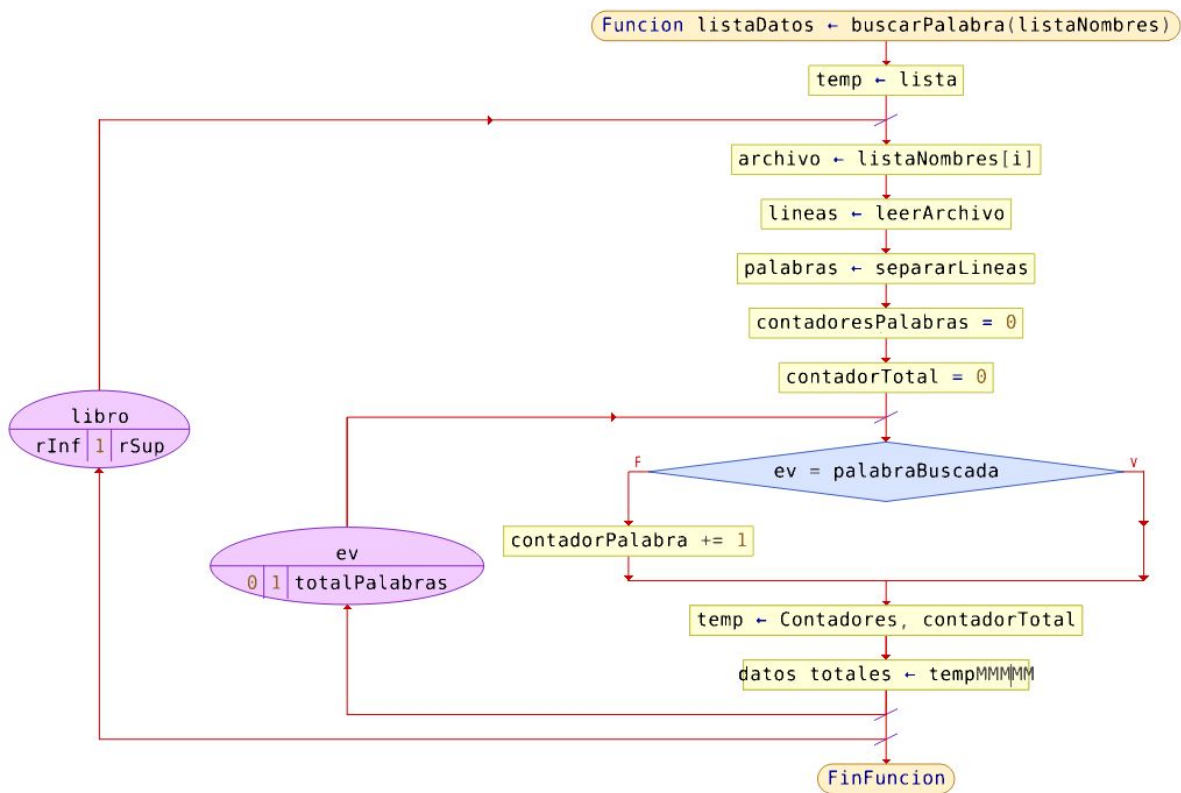 Funcion listaDatos ← buscarPalabra(listaNombres)
temp ← lista
archivo ← listaNombres[i]
lineas ← leerArchivo
palabras ← separarLineas
contadoresPalabras = 0
contadorTotal = 0
libro
rInf 1 rSup
F
V
ev = palabraBuscada
contadorPalabra += 1
ev
0 1 totalPalabras
temp ← Contadores, contadorTotal
datos totales ← tempMMMMM
FinFuncion